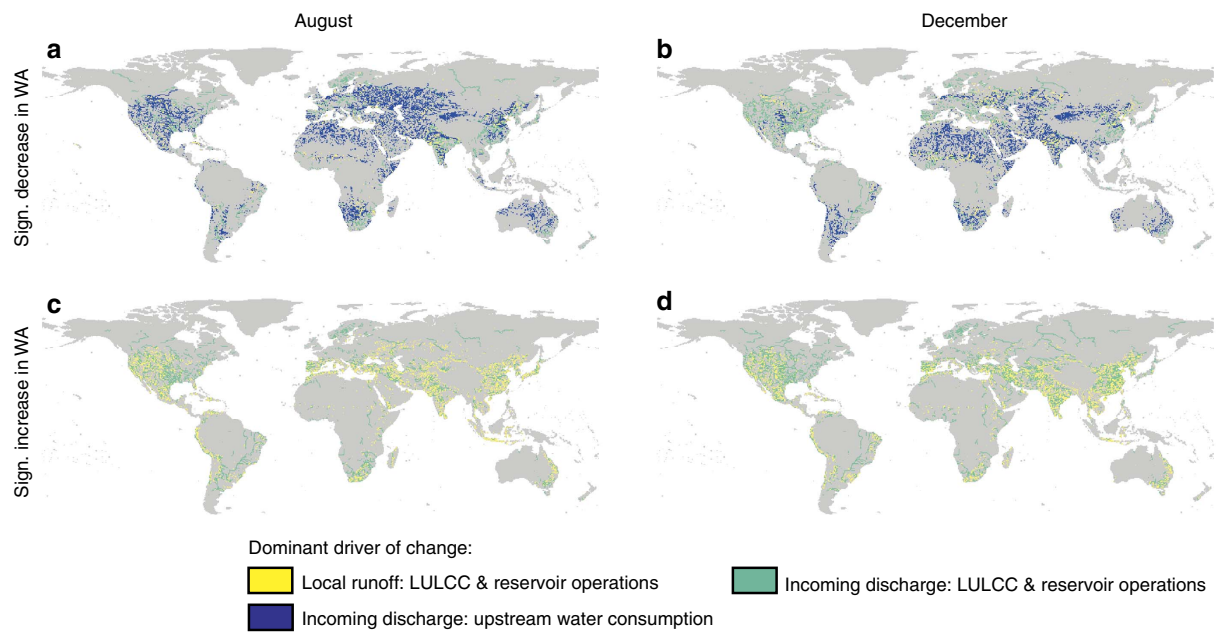 August
December
a
b
Sign. decrease in WA
c
d
Sign. increase in WA
Dominant driver of change:
Local runoff: LULCC & reservoir operations
Incoming discharge: LULCC & reservoir operations
Incoming discharge: upstream water consumption